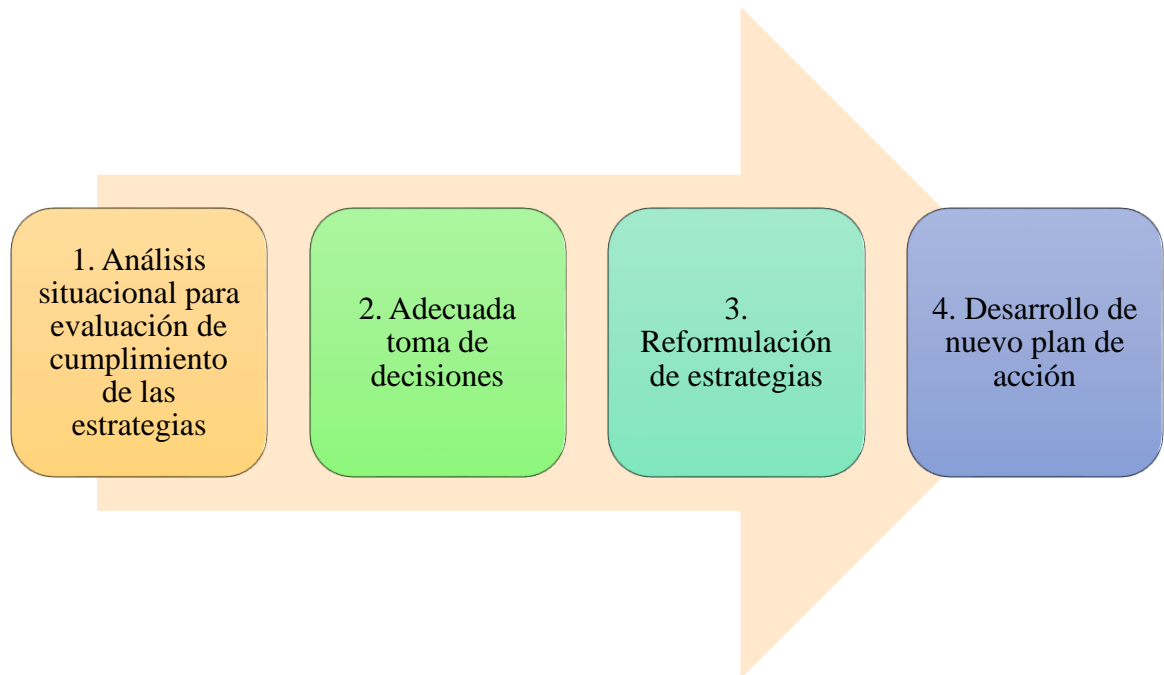 1. Análisis
situacional para
evaluación de
cumplimiento
de las
estrategias
2. Adecuada
toma de
decisiones
3.
Reformulación
de estrategias
4. Desarrollo de
nuevo plan de
acción